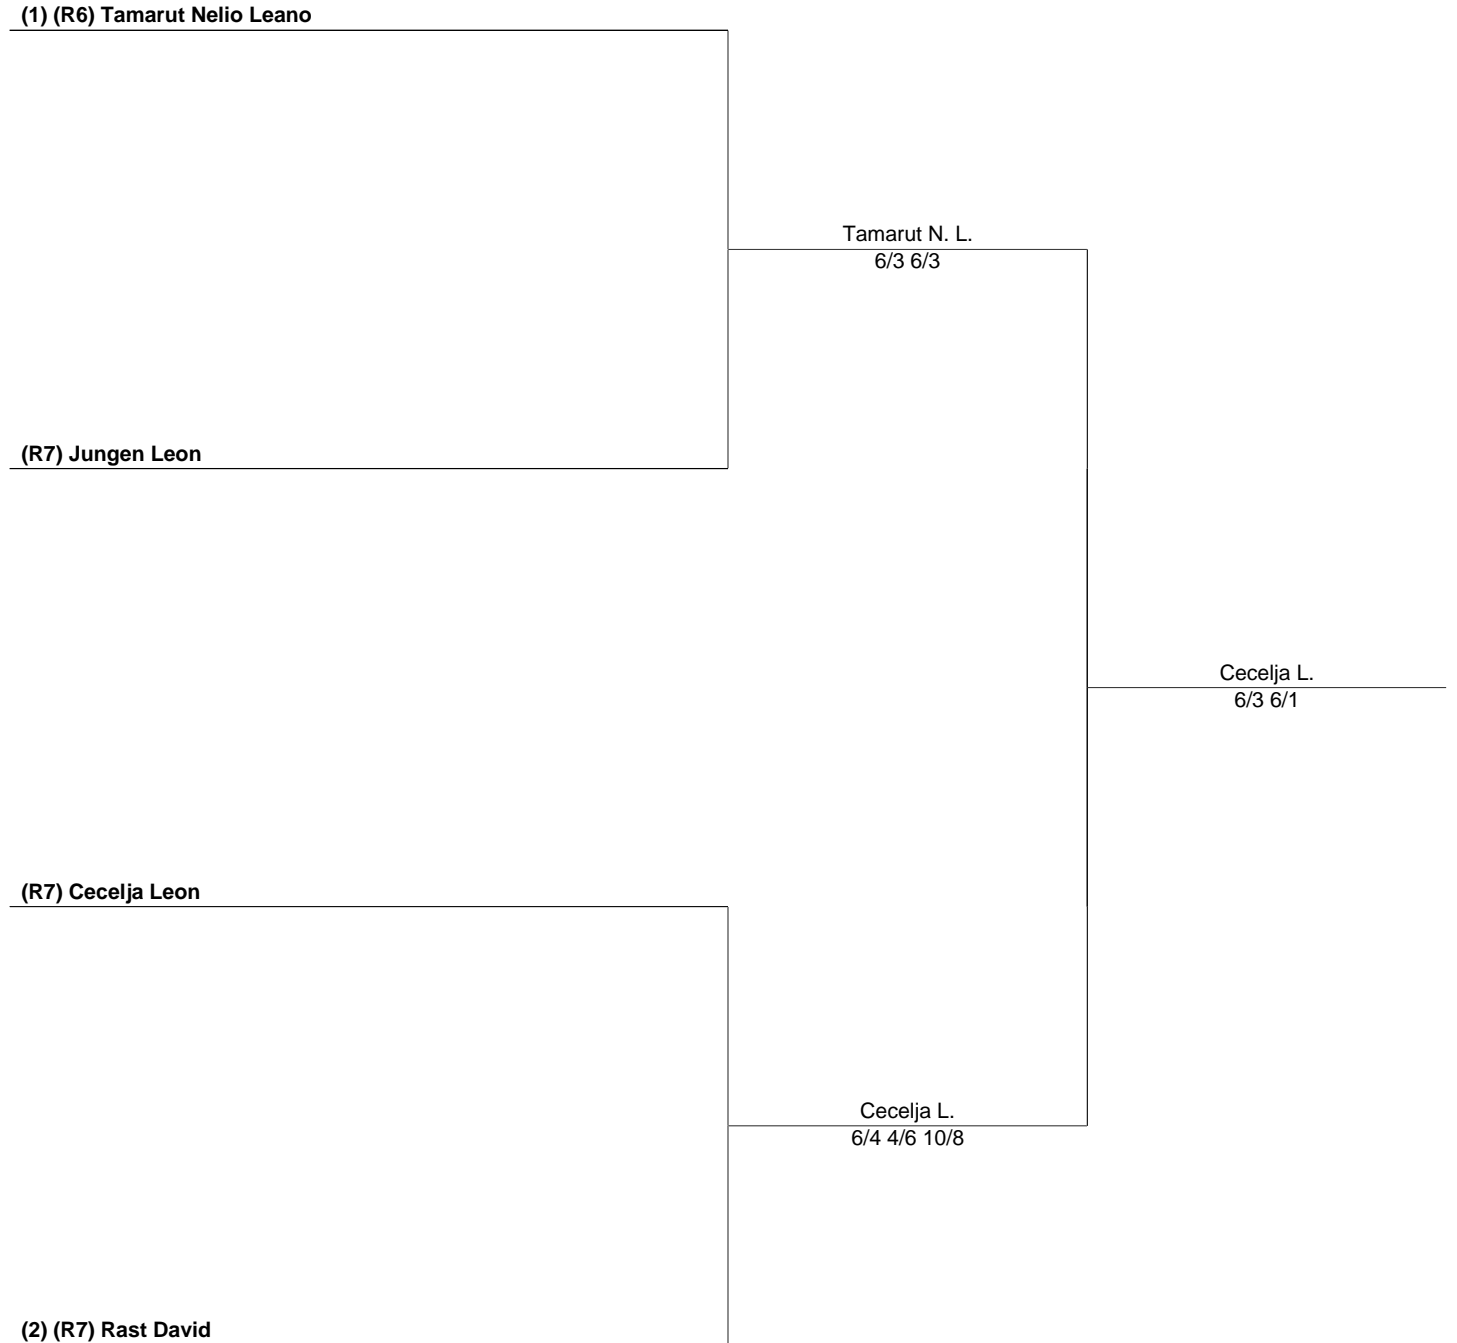 (1) (R6) Tamarut Nelio Leano
Tamarut N. L.
6/3 6/3
(R7) Jungen Leon
Cecelja L.
6/3 6/1
(R7) Cecelja Leon
Cecelja L.
6/4 4/6 10/8
(2) (R7) Rast David